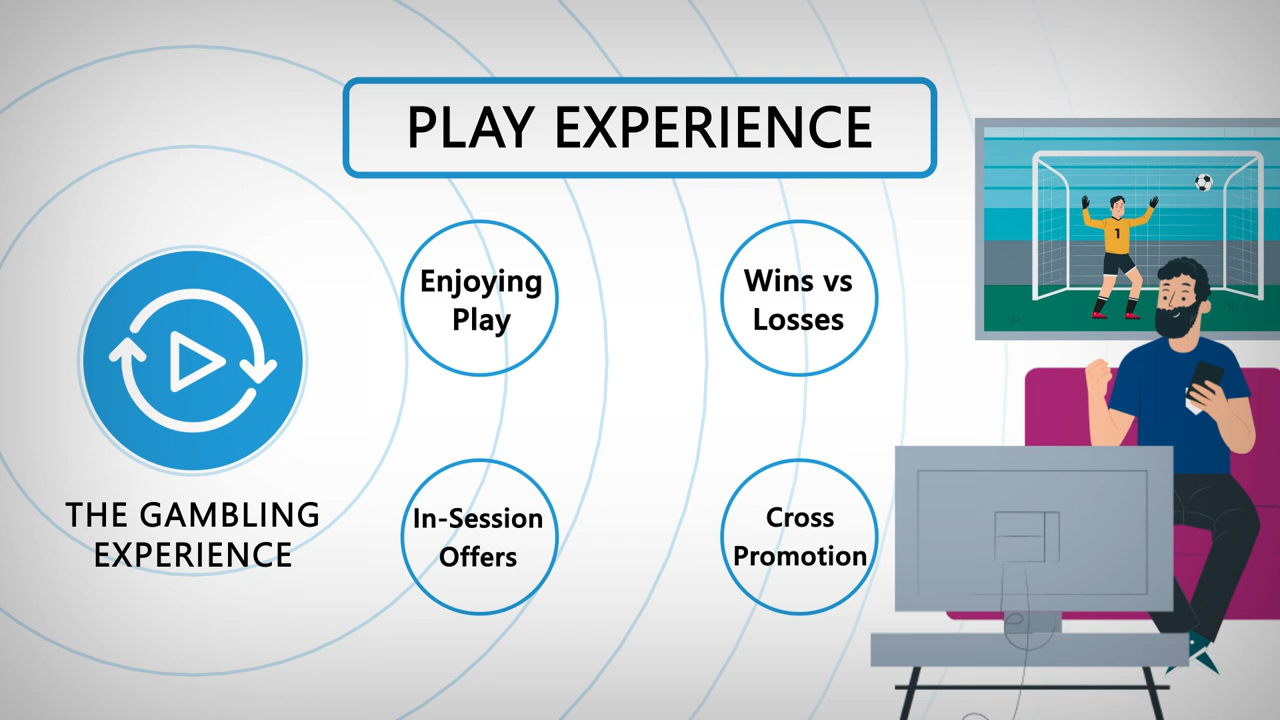 PLAY EXPERIENCE
Enjoying
Play
Wins vs
Losses
THE GAMBLING
EXPERIENCE
In-Session
Offers
Cross
Promotion
1